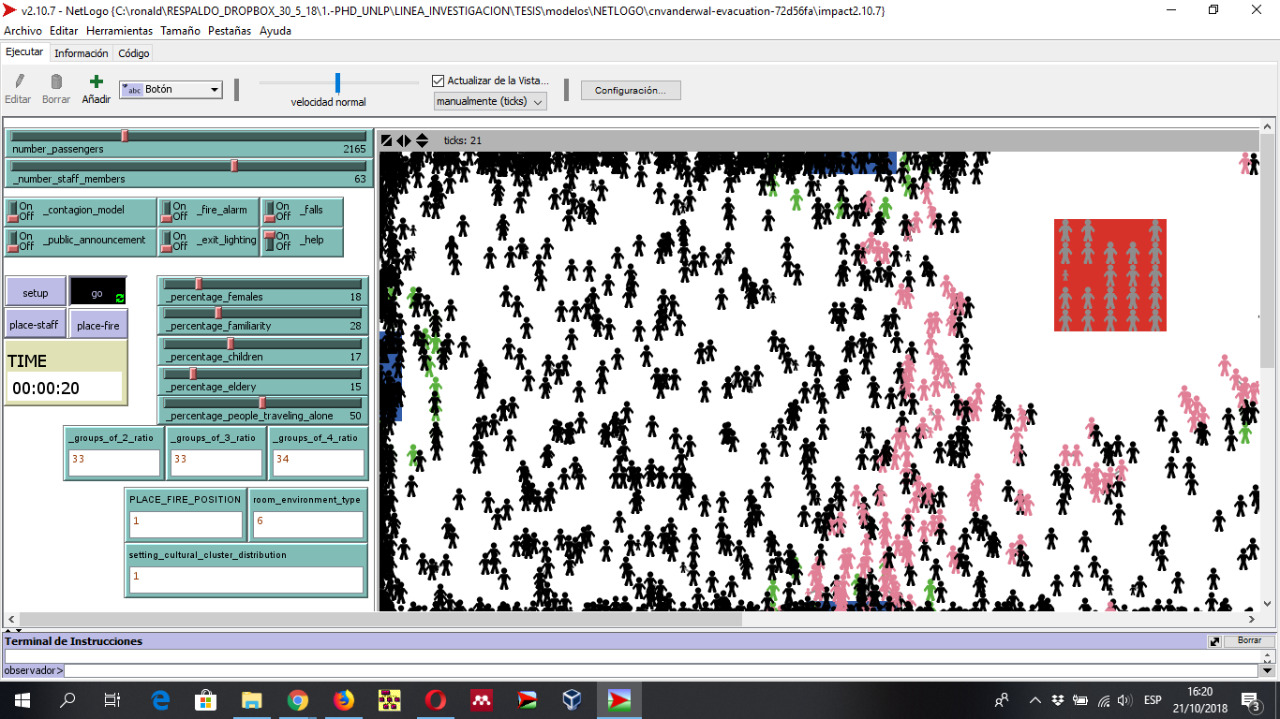 v2.10.7 - NetLogo {C:\ronald\RESPALDO_DROPBOX_30_5_18\1.-PHD_UNLP\LINEA_INVESTIGACION\TESIS\modelos\NETLOGO\cnvanderwal-evacuation-72d56fa\impact2.10.7}
Archivo Editar Herramientas Tamaño Pestañas Ayuda
Ejecutar Información Código
Editar Borrar Añadir abc Botón velocidad normal Actualizar de la Vista... manualmente (ticks) Configuración...
ticks: 21
number_passengers 2165
_number_staff_members 63
On Off _contagion_model On Off _fire_alarm On Off _falls
On Off _public_announcement On Off _exit_lighting On Off _help
setup go
place-staff place-fire
TIME
00:00:20
_percentage_females 18
_percentage_familiarity 28
_percentage_children 17
_percentage_eldery 15
_percentage_people_traveling_alone 50
_groups_of_2_ratio _groups_of_3_ratio _groups_of_4_ratio
33 33 34
PLACE_FIRE_POSITION room_environment_type
1 6
setting_cultural_cluster_distribution
1
Terminal de Instrucciones Borrar
observador>
ESP 16:20
21/10/2018 3